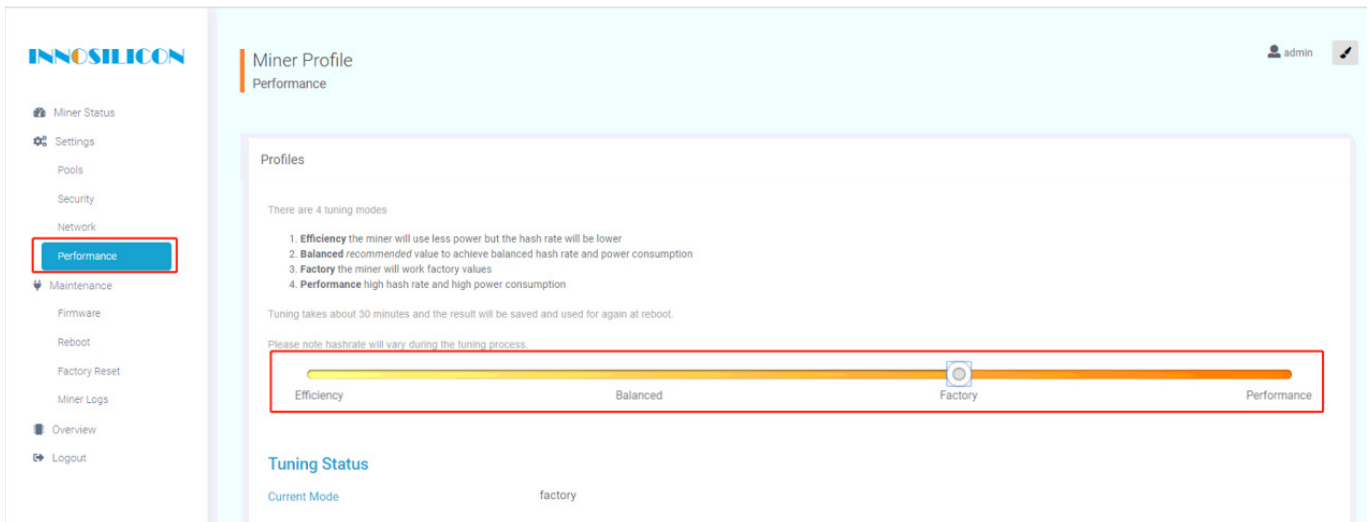 INNOSILICON
Miner Status
Settings
Pools
Security
Network
Performance
Maintenance
Firmware
Reboot
Factory Reset
Miner Logs
Overview
Logout
Miner Profile
Performance
admin
Profiles
There are 4 tuning modes
1. Efficiency the miner will use less power but the hash rate will be lower
2. Balanced recommended value to achieve balanced hash rate and power consumption
3. Factory the miner will work factory values
4. Performance high hash rate and high power consumption
Tuning takes about 30 minutes and the result will be saved and used for again at reboot.
Please note hashrate will vary during the tuning process.
Efficiency Balanced Factory Performance
Tuning Status
Current Mode factory